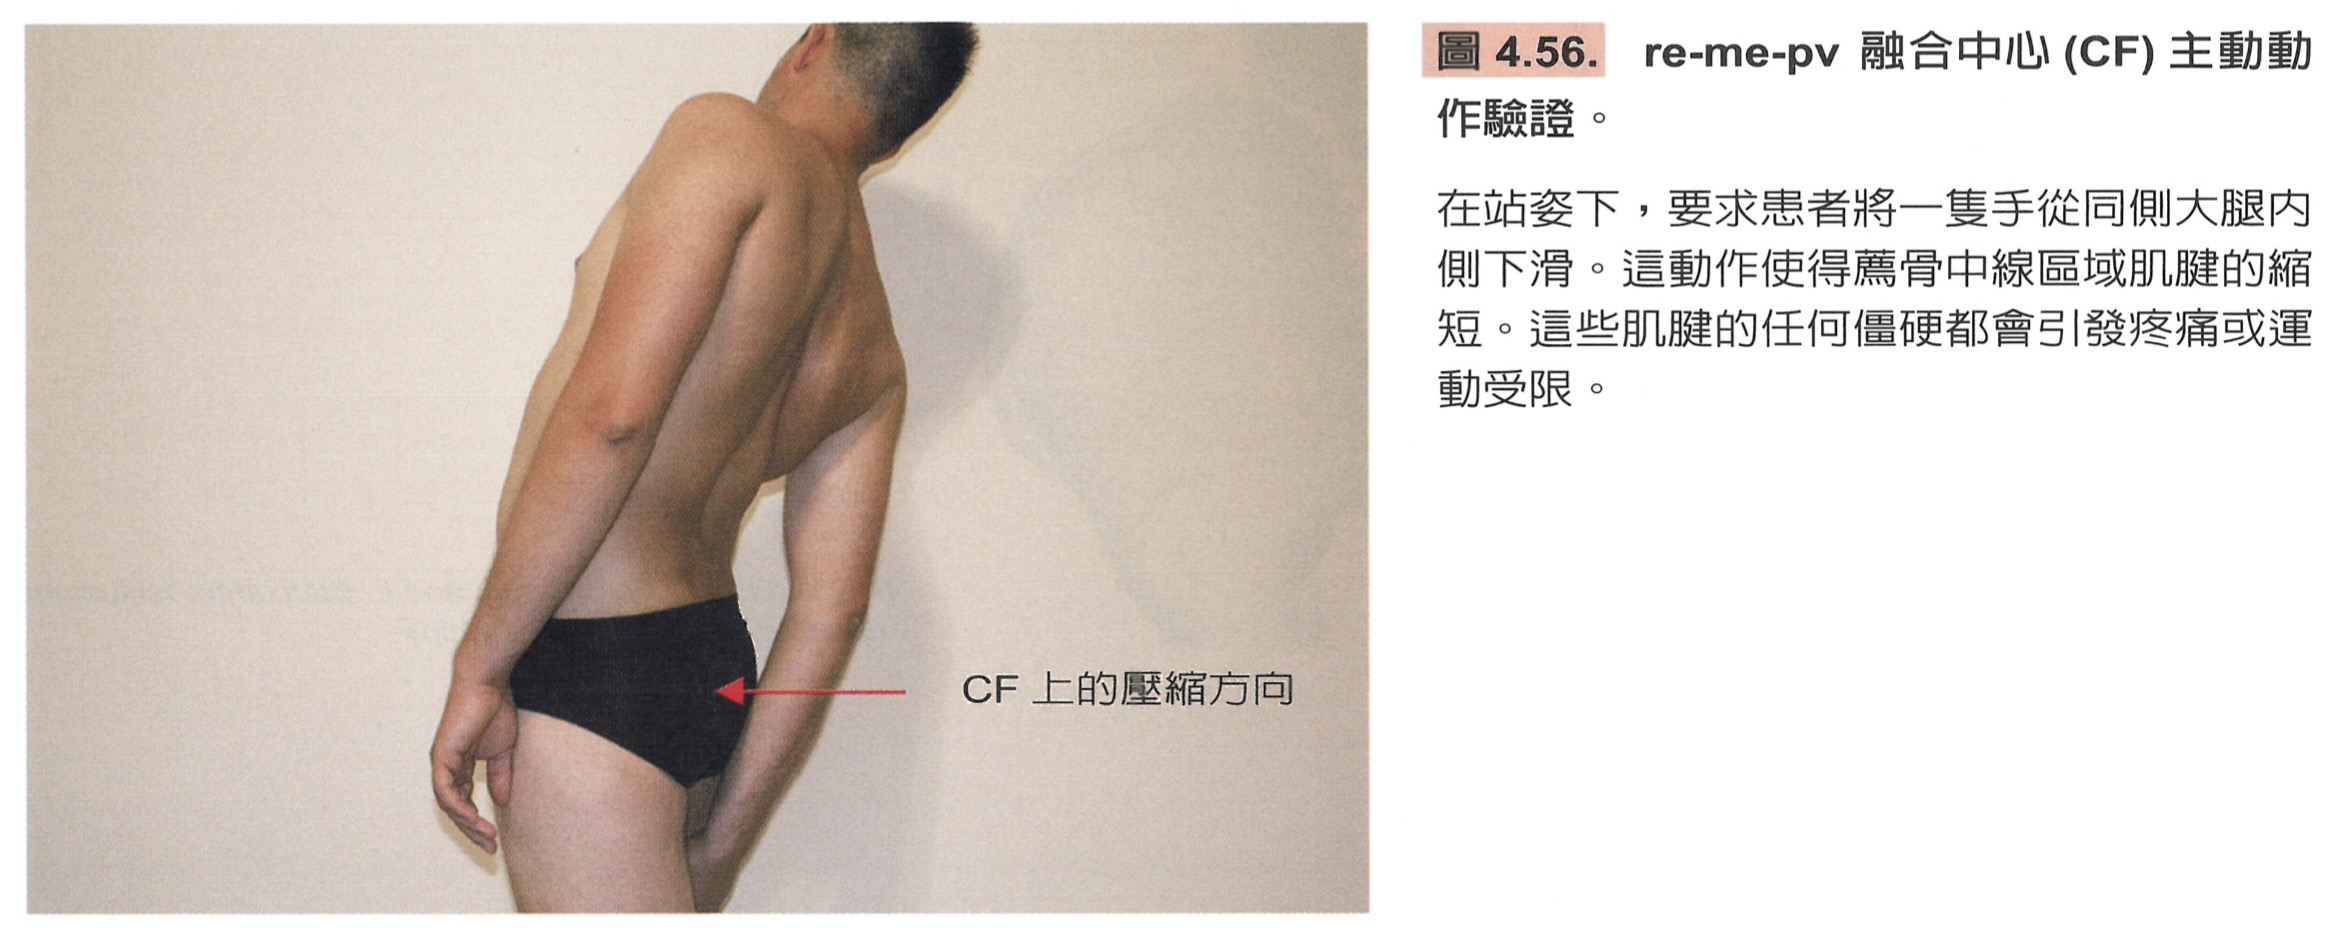 圖 4.56. re-me-pv 融合中心 (CF) 主動動
作驗證。
在站姿下，要求患者將一隻手從同側大腿內
側下滑。這動作使得薦骨中線區域肌腱的縮
短。這些肌腱的任何僵硬都會引發疼痛或運
動受限。
CF 上的壓縮方向